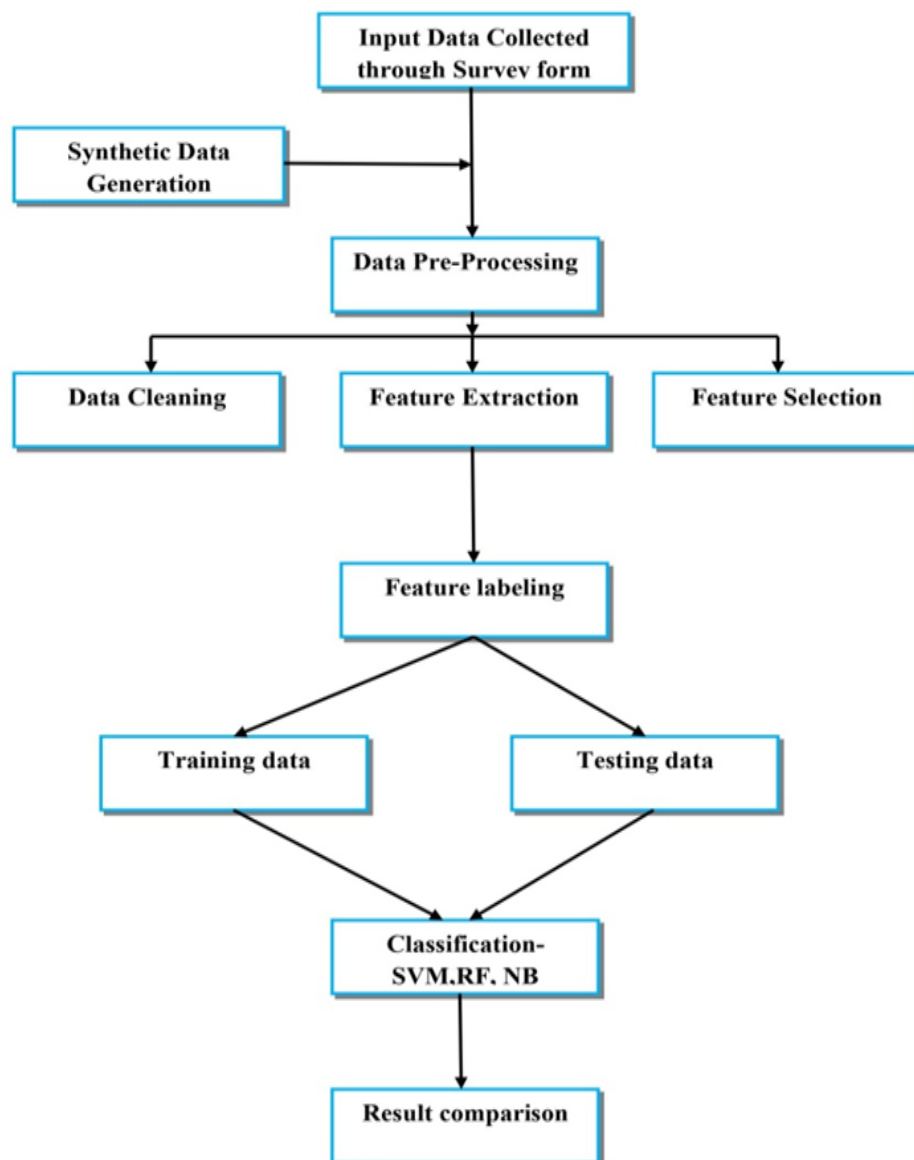 Input Data Collected
through Survey form
Synthetic Data
Generation
Data Pre-Processing
Data Cleaning
Feature Extraction
Feature Selection
Feature labeling
Training data
Testing data
Classification-
SVM,RF, NB
Result comparison